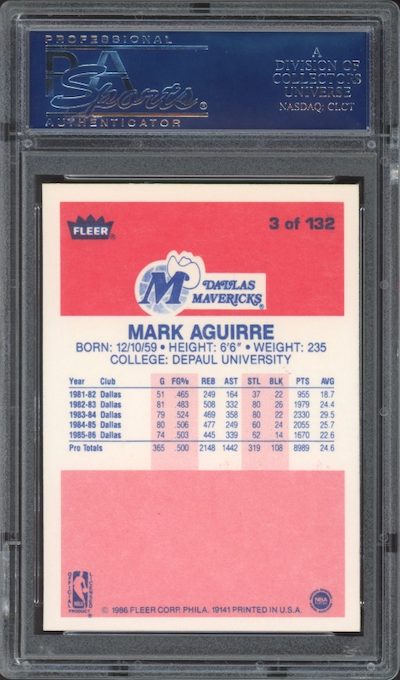 PROFESSIONAL
PSA
Sports®
AUTHENTICATOR
A
DIVISION OF
COLLECTORS
UNIVERSE
NASDAQ: CLCT
FLEER®
3 of 132
M
DALLAS
MAVERICKS®
MARK AGUIRRE
BORN: 12/10/59 • HEIGHT: 6'6" • WEIGHT: 235
COLLEGE: DEPAUL UNIVERSITY
Year Club G FG% REB AST STL BLK PTS AVG
1981-82 Dallas 51 .465 249 164 37 22 955 18.7
1982-83 Dallas 81 .483 508 332 80 26 1979 24.4
1983-84 Dallas 79 .524 469 358 80 22 2330 29.5
1984-85 Dallas 80 .506 477 249 60 24 2055 25.7
1985-86 Dallas 74 .503 445 339 62 14 1670 22.6
Pro Totals 365 .500 2148 1442 319 108 8989 24.6
OFFICIAL LICENSED
NBA
PRODUCT
NBA
© 1986 FLEER CORP. PHILA. 19141 PRINTED IN U.S.A.